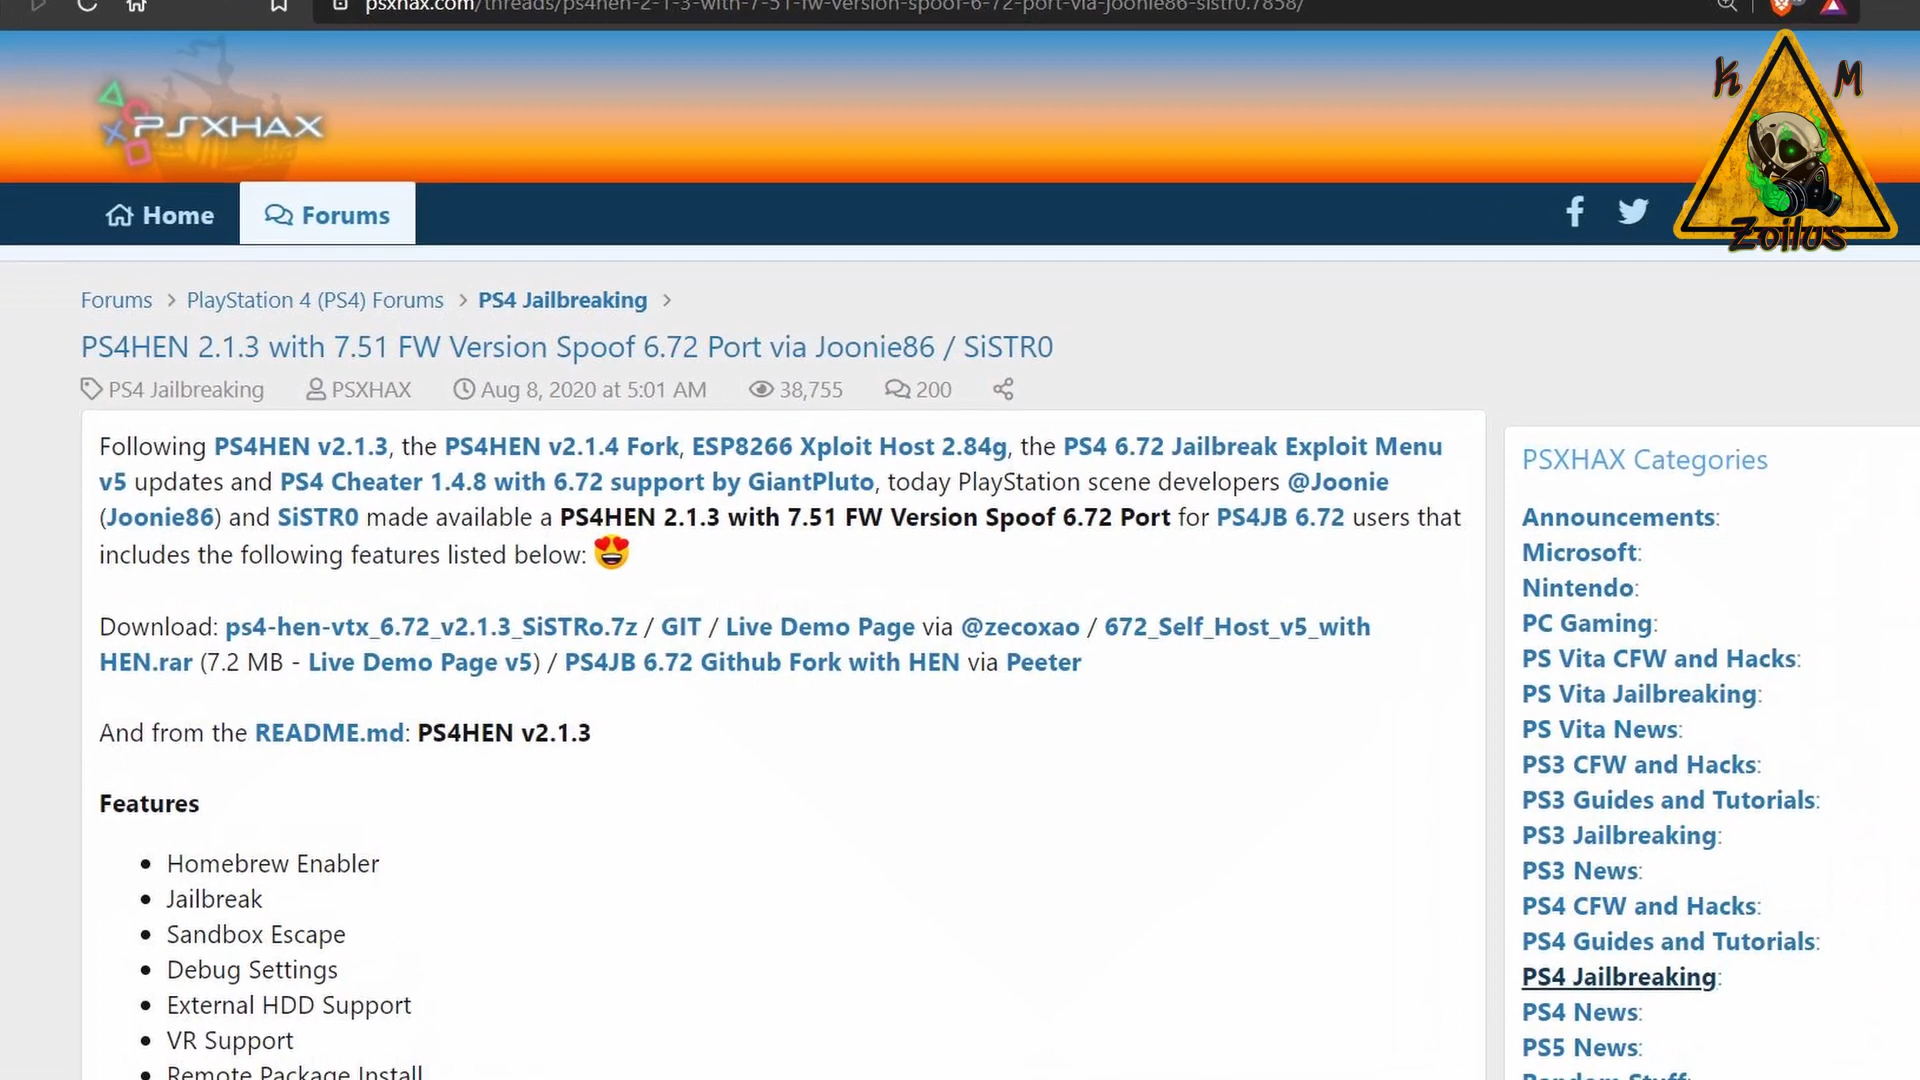 psxhax.com/threads/ps4hen-2-1-3-with-7-51-fw-version-spoof-6-72-port-via-joonie86-sistr0.7858/
K M
Zoilus
PSXHAX
Home
Forums
Forums > PlayStation 4 (PS4) Forums > PS4 Jailbreaking >
PS4HEN 2.1.3 with 7.51 FW Version Spoof 6.72 Port via Joonie86 / SiSTR0
PS4 Jailbreaking PSXHAX Aug 8, 2020 at 5:01 AM 38,755 200
Following PS4HEN v2.1.3, the PS4HEN v2.1.4 Fork, ESP8266 Xploit Host 2.84g, the PS4 6.72 Jailbreak Exploit Menu
v5 updates and PS4 Cheater 1.4.8 with 6.72 support by GiantPluto, today PlayStation scene developers @Joonie
(Joonie86) and SiSTR0 made available a PS4HEN 2.1.3 with 7.51 FW Version Spoof 6.72 Port for PS4JB 6.72 users that
includes the following features listed below:
Download: ps4-hen-vtx_6.72_v2.1.3_SiSTRo.7z / GIT / Live Demo Page via @zecoxao / 672_Self_Host_v5_with
HEN.rar (7.2 MB - Live Demo Page v5) / PS4JB 6.72 Github Fork with HEN via Peeter
And from the README.md: PS4HEN v2.1.3
Features
• Homebrew Enabler
• Jailbreak
• Sandbox Escape
• Debug Settings
• External HDD Support
• VR Support
• Remote Package Install
PSXHAX Categories
Announcements:
Microsoft:
Nintendo:
PC Gaming:
PS Vita CFW and Hacks:
PS Vita Jailbreaking:
PS Vita News:
PS3 CFW and Hacks:
PS3 Guides and Tutorials:
PS3 Jailbreaking:
PS3 News:
PS4 CFW and Hacks:
PS4 Guides and Tutorials:
PS4 Jailbreaking:
PS4 News:
PS5 News:
Random Stuff: